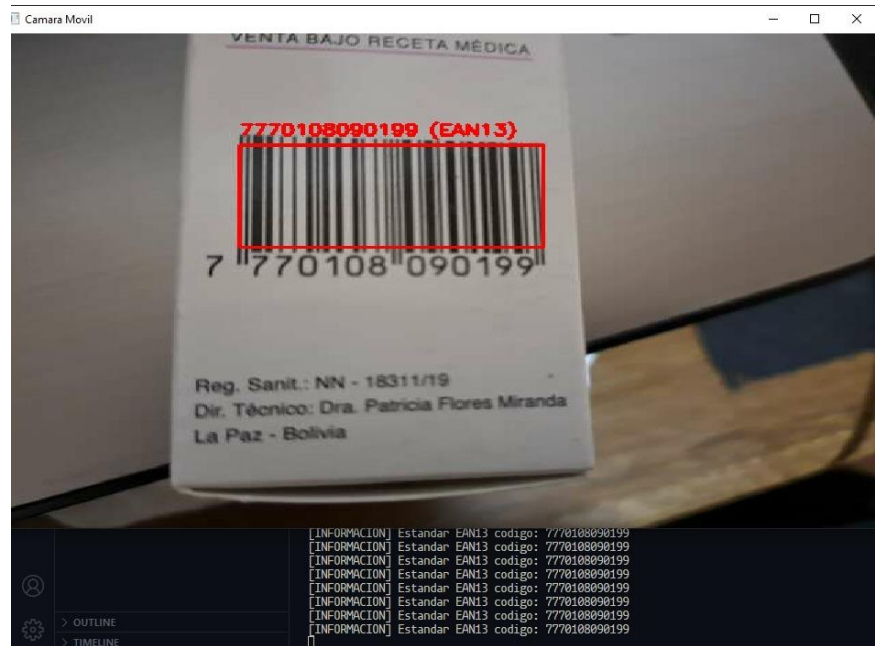 Camara Movil
VENTA BAJO RECETA MÉDICA
7770108090199 (EAN13)
7 770108 090199
Reg. Sanit.: NN - 18311/19
Dir. Técnico: Dra. Patricia Flores Miranda
La Paz - Bolivia
[INFORMACION] Estandar EAN13 codigo: 7770108090199
[INFORMACION] Estandar EAN13 codigo: 7770108090199
[INFORMACION] Estandar EAN13 codigo: 7770108090199
[INFORMACION] Estandar EAN13 codigo: 7770108090199
[INFORMACION] Estandar EAN13 codigo: 7770108090199
[INFORMACION] Estandar EAN13 codigo: 7770108090199
[INFORMACION] Estandar EAN13 codigo: 7770108090199
> OUTLINE
[INFORMACION] Estandar EAN13 codigo: 7770108090199
> TIMELINE